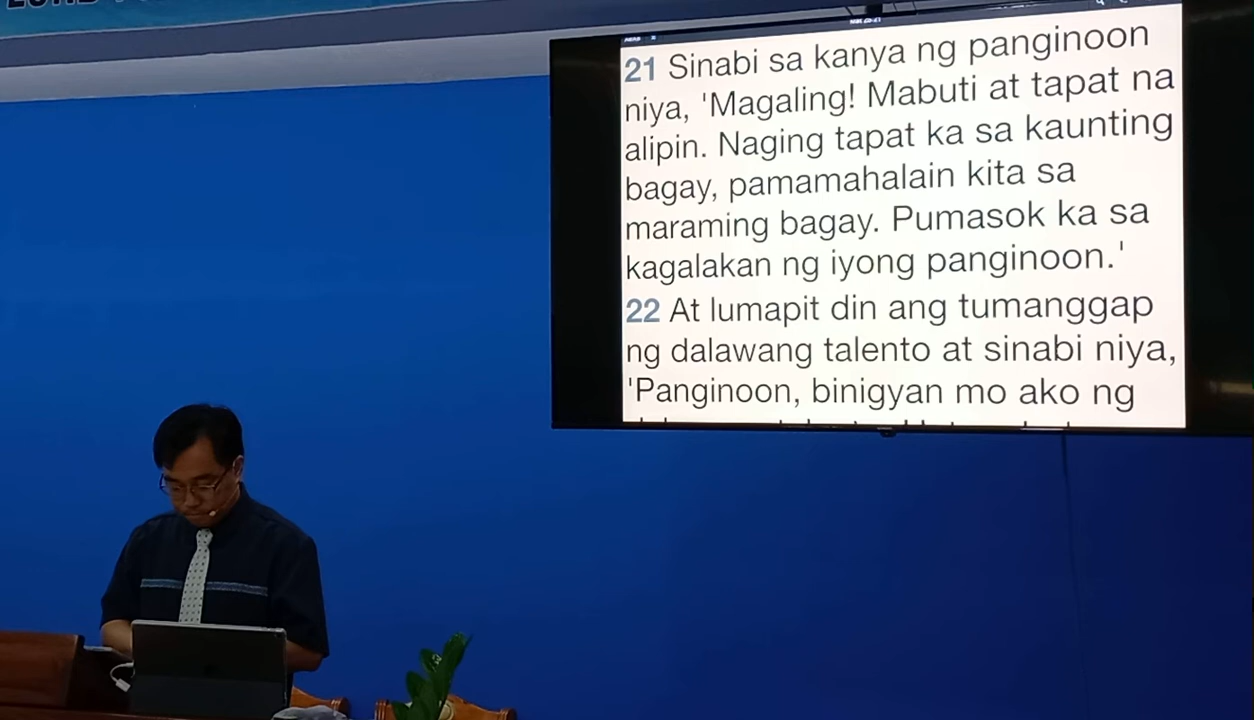 21 Sinabi sa kanya ng panginoon
niya, 'Magaling! Mabuti at tapat na
alipin. Naging tapat ka sa kaunting
bagay, pamamahalain kita sa
maraming bagay. Pumasok ka sa
kagalakan ng iyong panginoon.'
22 At lumapit din ang tumanggap
ng dalawang talento at sinabi niya,
'Panginoon, binigyan mo ako ng